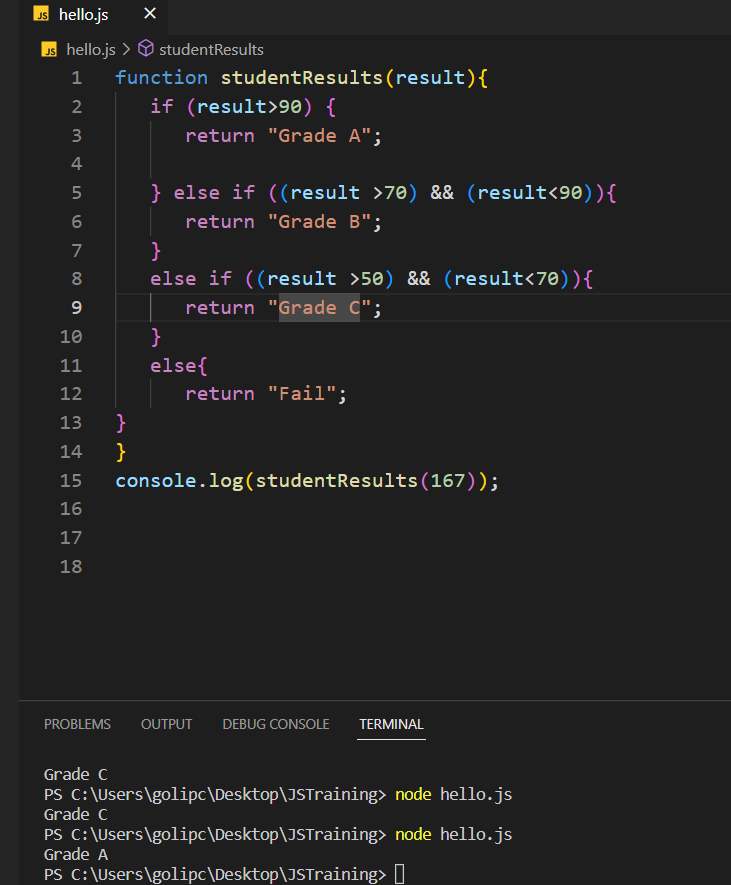 JS hello.js ×
JS hello.js > studentResults
1 function studentResults(result){
2 if (result>90) {
3 return "Grade A";
4
5 } else if ((result >70) && (result<90)){
6 return "Grade B";
7 }
8 else if ((result >50) && (result<70)){
9 return "Grade C";
10 }
11 else{
12 return "Fail";
13 }
14 }
15 console.log(studentResults(167));
16
17
18
PROBLEMS OUTPUT DEBUG CONSOLE TERMINAL
Grade C
PS C:\Users\golipc\Desktop\JSTraining> node hello.js
Grade C
PS C:\Users\golipc\Desktop\JSTraining> node hello.js
Grade A
PS C:\Users\golipc\Desktop\JSTraining>